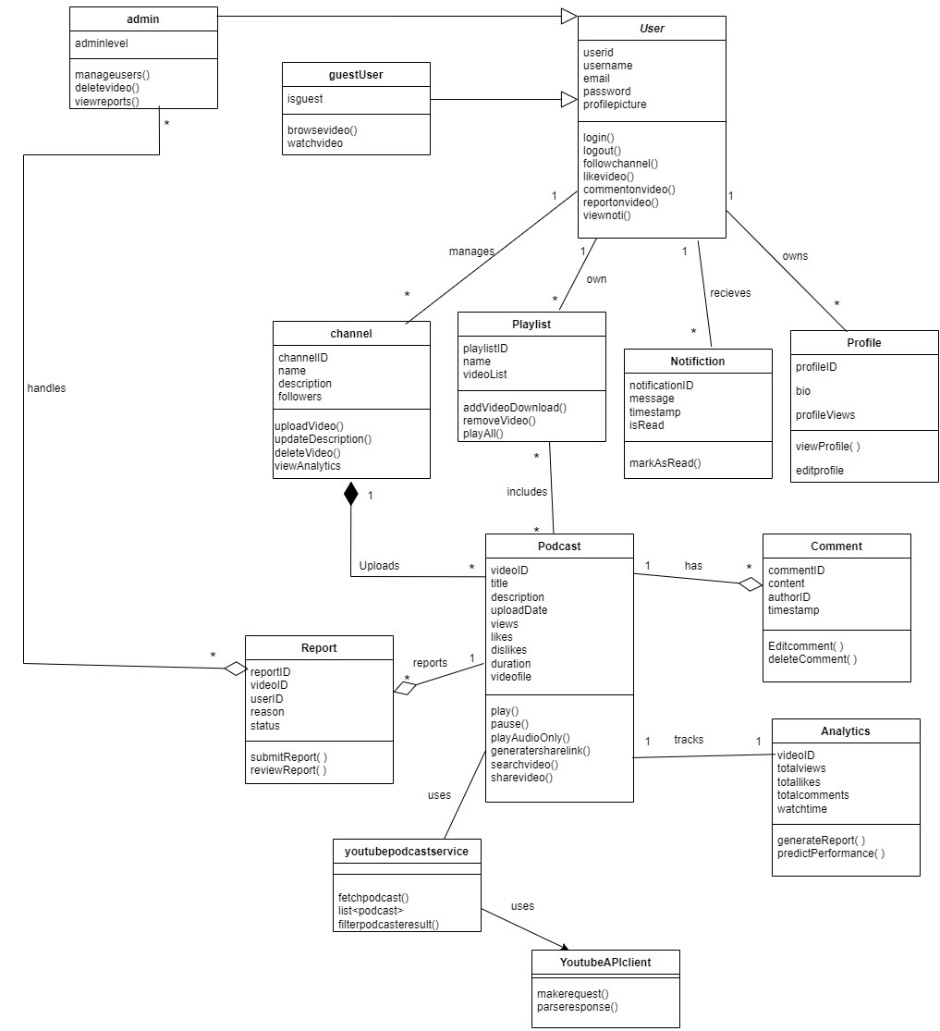 admin
adminlevel
manageusers()
deletevideo()
viewreports()
*
User
userid
username
email
password
profilepicture
login()
logout()
followchannel()
likevideo()
commentonvideo()
reportonvideo()
viewnoti()
guestUser
isguest
browsevideo()
watchvideo
1
manages
*
1
own
*
1
recieves
*
1
owns
*
channel
channelID
name
description
followers
uploadVideo()
updateDescription()
deleteVideo()
viewAnalytics
Playlist
playlistID
name
videoList
addVideoDownload()
removeVideo()
playAll()
Notifiction
notificationID
message
timestamp
isRead
markAsRead()
Profile
profileID
bio
profileViews
viewProfile( )
editprofile
handles
*
includes
*
1
Uploads
*
Podcast
videoID
title
description
uploadDate
views
likes
dislikes
duration
videofile
play()
pause()
playAudioOnly()
generatersharelink()
searchvideo()
sharevideo()
1
has
*
Comment
commentID
content
authorID
timestamp
Editcomment( )
deleteComment( )
*
Report
reportID
videoID
userID
reason
status
submitReport( )
reviewReport( )
reports
*
1
1
tracks
1
Analytics
videoID
totalviews
totallikes
totalcomments
watchtime
generateReport( )
predictPerformance( )
uses
youtubepodcastservice
fetchpodcast()
list<podcast>
filterpodcasteresult()
uses
YoutubeAPIclient
makerequest()
parseresponse()